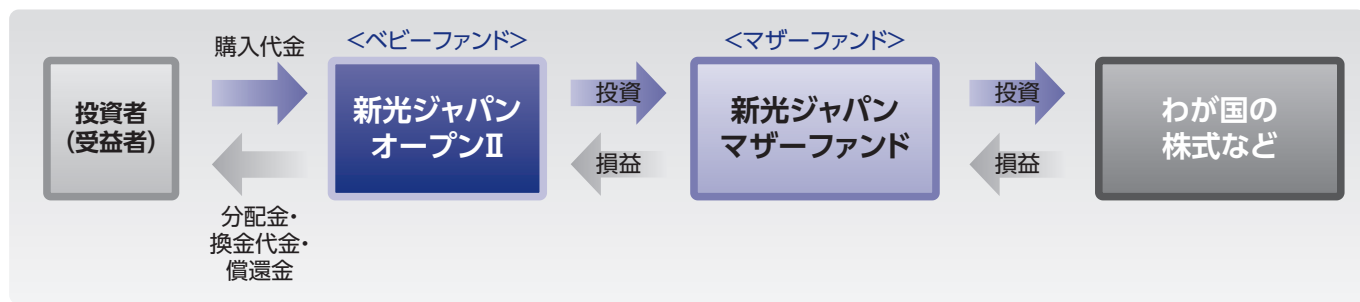 投資者
(受益者)
購入代金
分配金・
換金代金・
償還金
<ベビーファンド>
新光ジャパン
オープンⅡ
投資
損益
<マザーファンド>
新光ジャパン
マザーファンド
投資
損益
わが国の
株式など